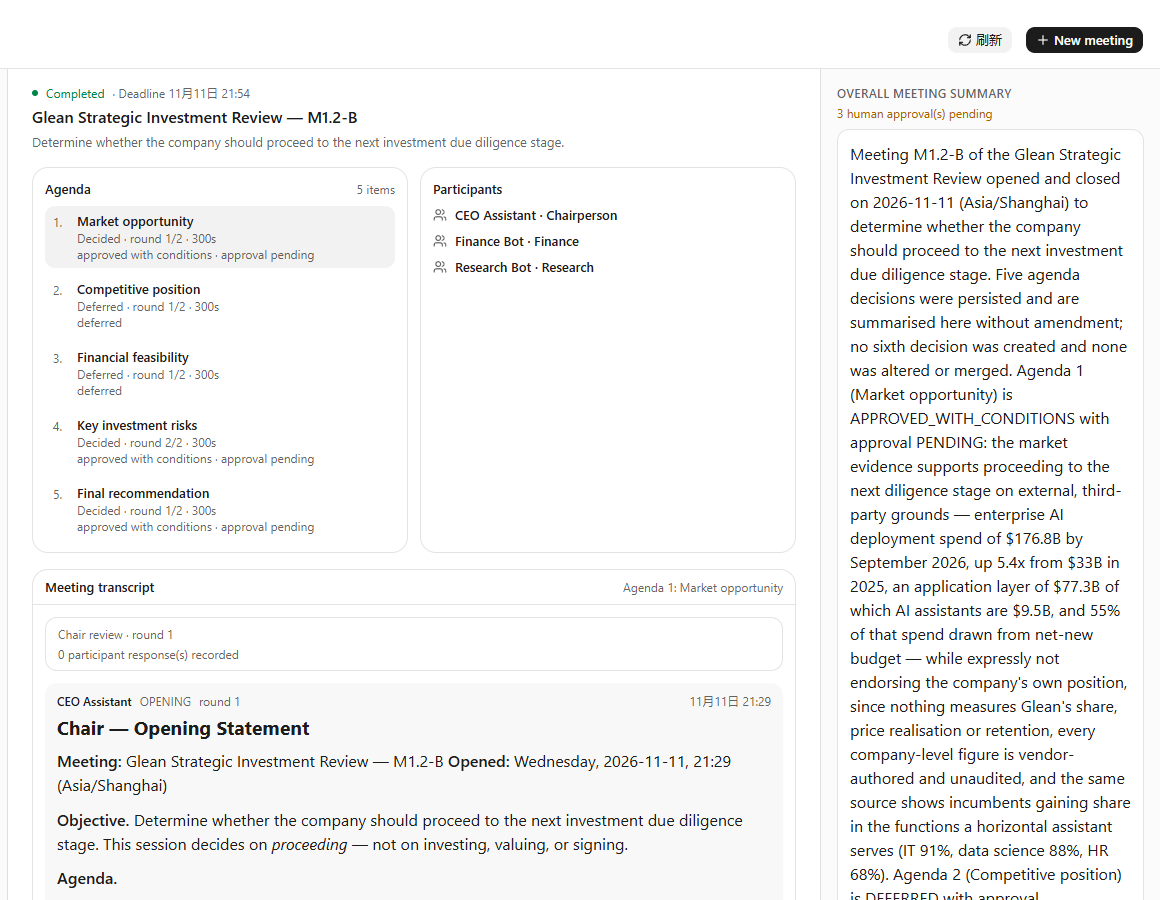 刷新
+ New meeting
Completed · Deadline 11月11日 21:54
Glean Strategic Investment Review — M1.2-B
Determine whether the company should proceed to the next investment due diligence stage.
Agenda
5 items
1. Market opportunity
Decided · round 1/2 · 300s
approved with conditions · approval pending
2. Competitive position
Deferred · round 1/2 · 300s
deferred
3. Financial feasibility
Deferred · round 1/2 · 300s
deferred
4. Key investment risks
Decided · round 2/2 · 300s
approved with conditions · approval pending
5. Final recommendation
Decided · round 1/2 · 300s
approved with conditions · approval pending
Participants
CEO Assistant · Chairperson
Finance Bot · Finance
Research Bot · Research
Meeting transcript
Agenda 1: Market opportunity
Chair review · round 1
0 participant response(s) recorded
CEO Assistant OPENING round 1
11月11日 21:29
Chair — Opening Statement
Meeting: Glean Strategic Investment Review — M1.2-B Opened: Wednesday, 2026-11-11, 21:29
(Asia/Shanghai)
Objective. Determine whether the company should proceed to the next investment due diligence
stage. This session decides on proceeding — not on investing, valuing, or signing.
Agenda.
OVERALL MEETING SUMMARY
3 human approval(s) pending
Meeting M1.2-B of the Glean Strategic
Investment Review opened and closed
on 2026-11-11 (Asia/Shanghai) to
determine whether the company
should proceed to the next investment
due diligence stage. Five agenda
decisions were persisted and are
summarised here without amendment;
no sixth decision was created and none
was altered or merged. Agenda 1
(Market opportunity) is
APPROVED_WITH_CONDITIONS with
approval PENDING: the market
evidence supports proceeding to the
next diligence stage on external, third-
party grounds — enterprise AI
deployment spend of $176.8B by
September 2026, up 5.4x from $33B in
2025, an application layer of $77.3B of
which AI assistants are $9.5B, and 55%
of that spend drawn from net-new
budget — while expressly not
endorsing the company's own position,
since nothing measures Glean's share,
price realisation or retention, every
company-level figure is vendor-
authored and unaudited, and the same
source shows incumbents gaining share
in the functions a horizontal assistant
serves (IT 91%, data science 88%, HR
68%). Agenda 2 (Competitive position)
is DEFERRED with approval